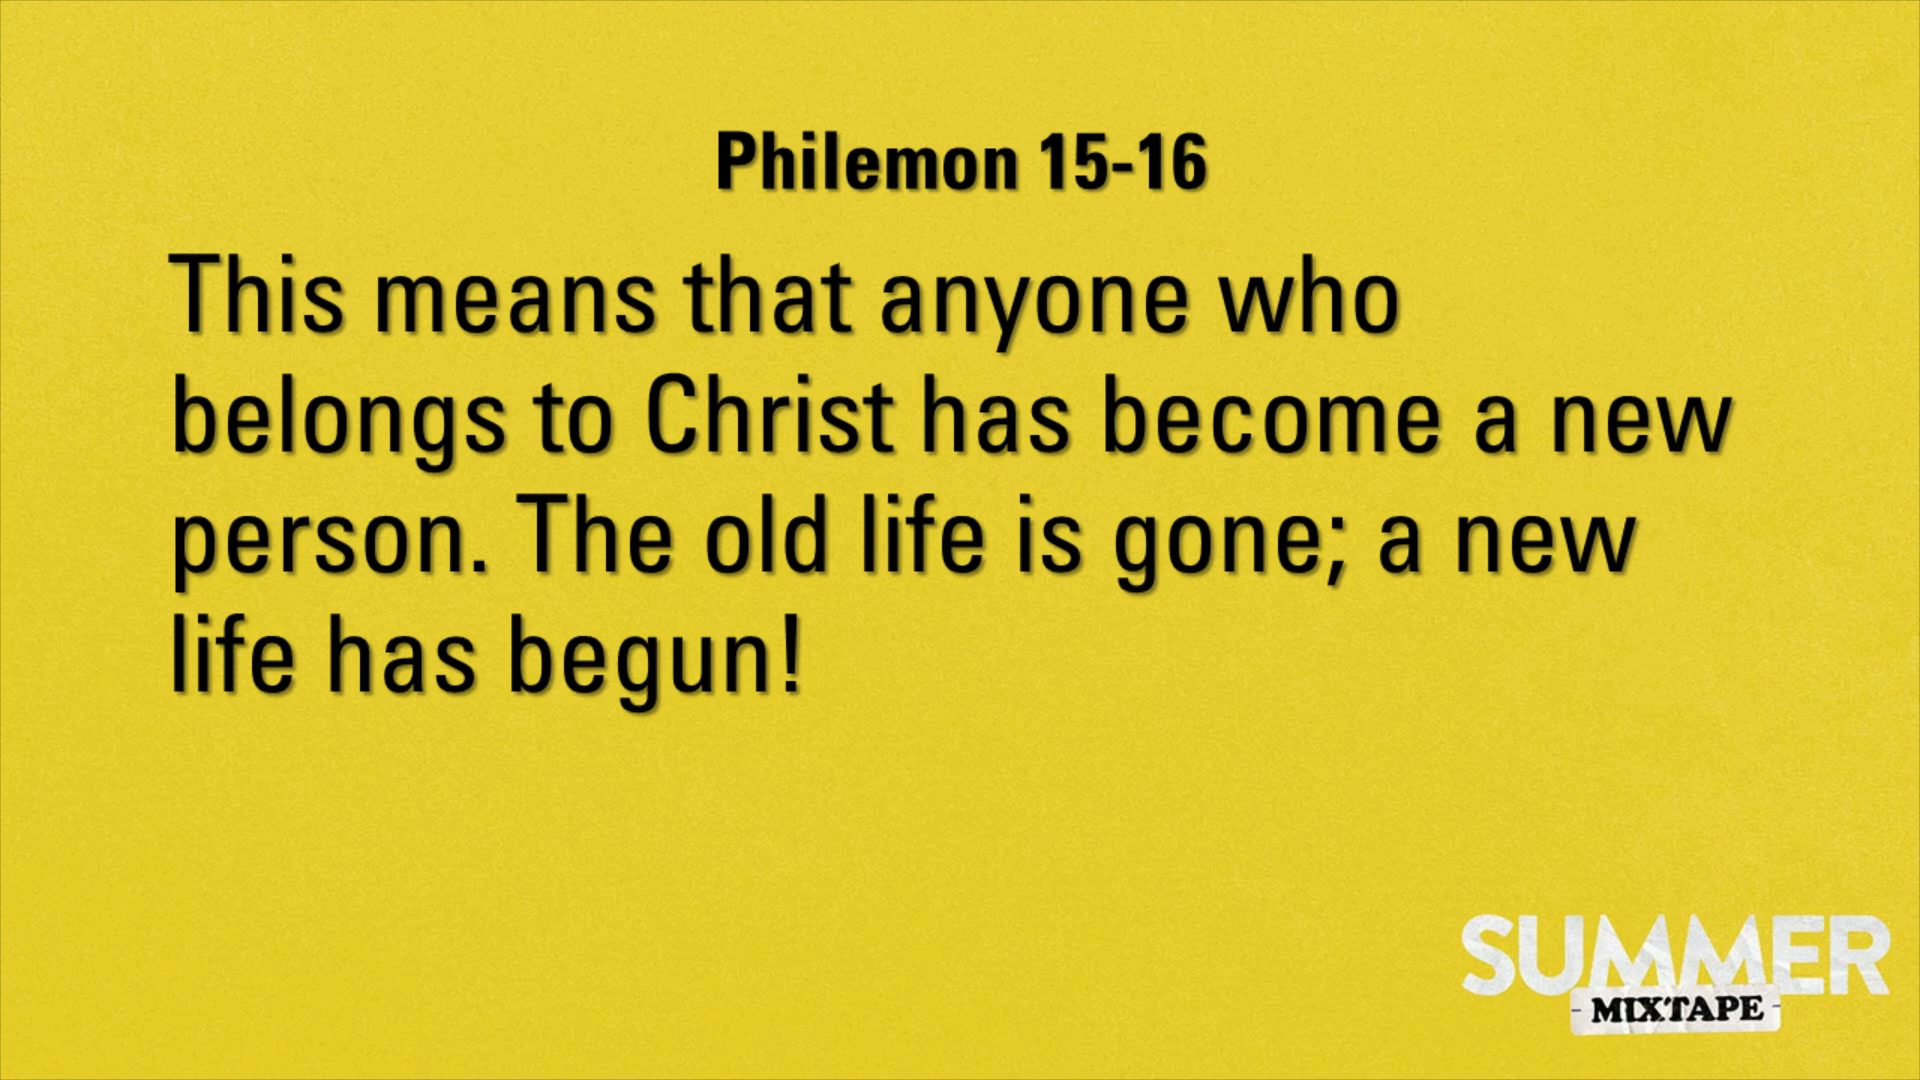 Philemon 15-16
This means that anyone who
belongs to Christ has become a new
person. The old life is gone; a new
life has begun!
SUMMER
- MIXTAPE -